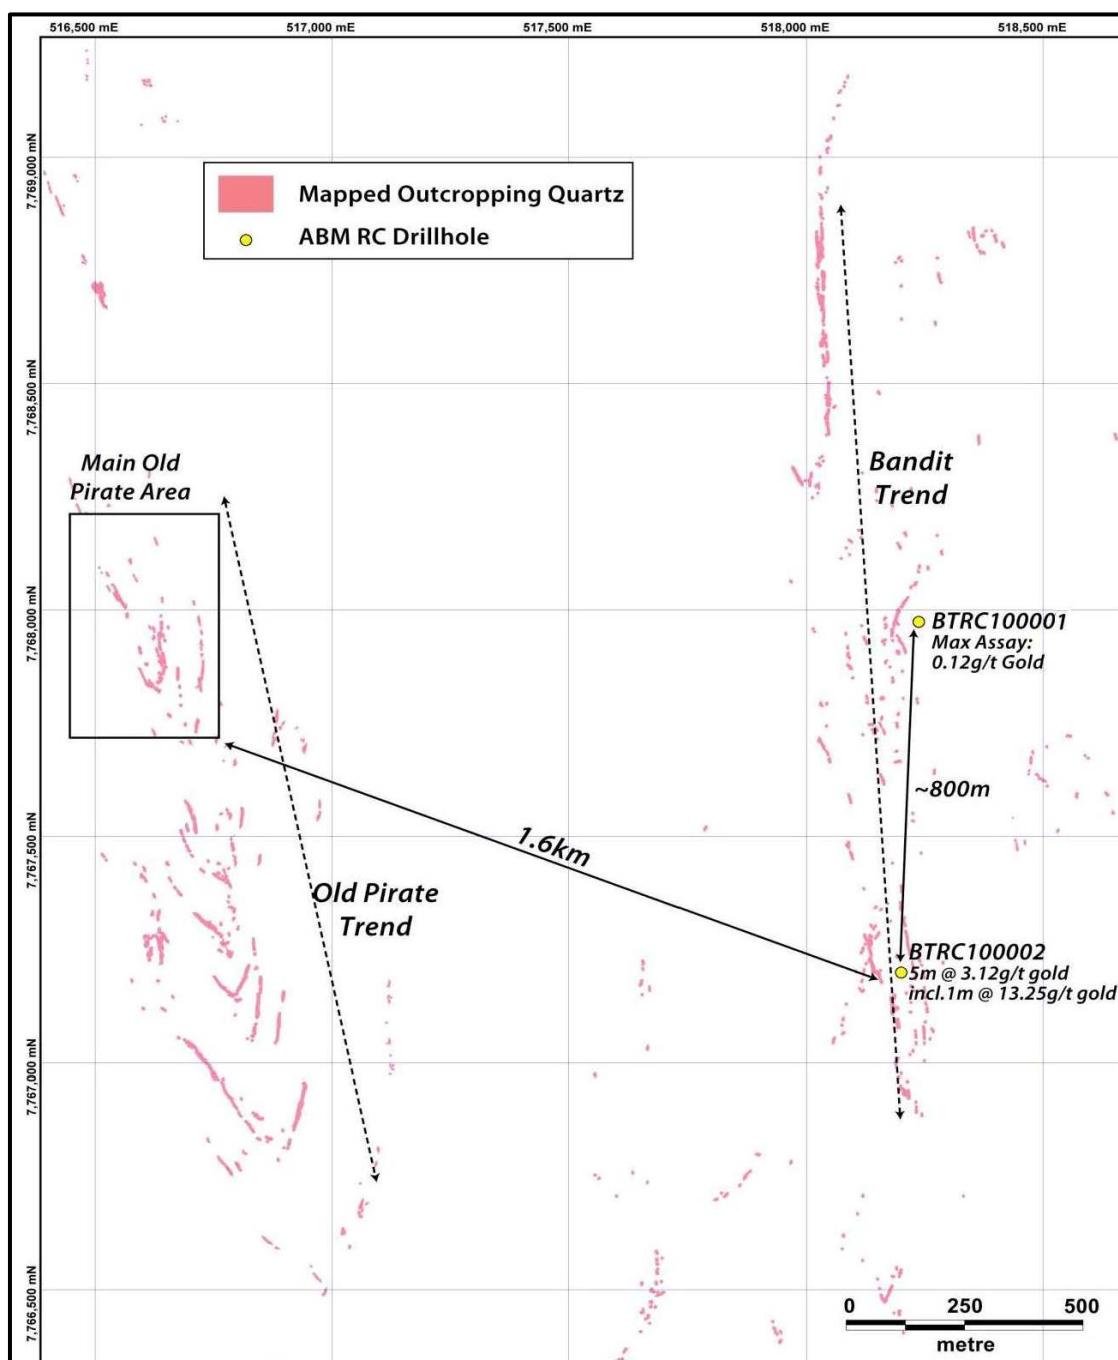 516,500 mE
517,000 mE
517,500 mE
518,000 mE
518,500 mE
7,769,000 mN
Mapped Outcropping Quartz
ABM RC Drillhole
7,768,500 mN
Main Old
Pirate Area
Bandit
Trend
7,768,000 mN
BTRC100001
Max Assay:
0.12g/t Gold
~800m
7,767,500 mN
1.6km
Old Pirate
Trend
BTRC100002
5m @ 3.12g/t gold
incl.1m @ 13.25g/t gold
7,767,000 mN
7,766,500 mN
0
250
500
metre